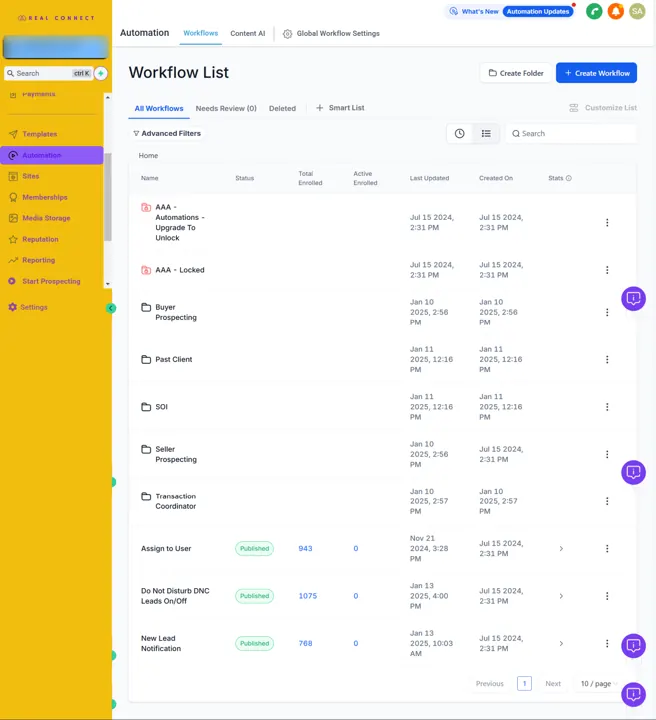 REAL CONNECT
Search ctrl K
Payments
Templates
Automation
Sites
Memberships
Media Storage
Reputation
Reporting
Start Prospecting
Settings
What's New Automation Updates SA
Automation Workflows Content AI Global Workflow Settings
Workflow List Create Folder + Create Workflow
All Workflows Needs Review (0) Deleted + Smart List Customize List
Advanced Filters Search
Home
Name Status Total Enrolled Active Enrolled Last Updated Created On Stats
AAA -
Automations -
Upgrade To
Unlock
Jul 15 2024,
2:31 PM
Jul 15 2024,
2:31 PM
AAA - Locked
Jul 15 2024,
2:31 PM
Jul 15 2024,
2:31 PM
Buyer
Prospecting
Jan 10
2025, 2:56
PM
Jan 10
2025, 2:56
PM
Past Client
Jan 11
2025, 12:16
PM
Jan 11
2025, 12:16
PM
SOI
Jan 11
2025, 12:16
PM
Jan 11
2025, 12:16
PM
Seller
Prospecting
Jan 10
2025, 2:56
PM
Jul 15 2024,
2:31 PM
Transaction
Coordinator
Jan 10
2025, 2:57
PM
Jan 10
2025, 2:57
PM
Assign to User
Published
943
0
Nov 21
2024, 3:28
PM
Jul 15 2024,
2:31 PM
Do Not Disturb DNC
Leads On/Off
Published
1075
0
Jan 13
2025, 4:00
PM
Jul 15 2024,
2:31 PM
New Lead
Notification
Published
768
0
Jan 13
2025, 10:03
AM
Jul 15 2024,
2:31 PM
Previous 1 Next 10 / page